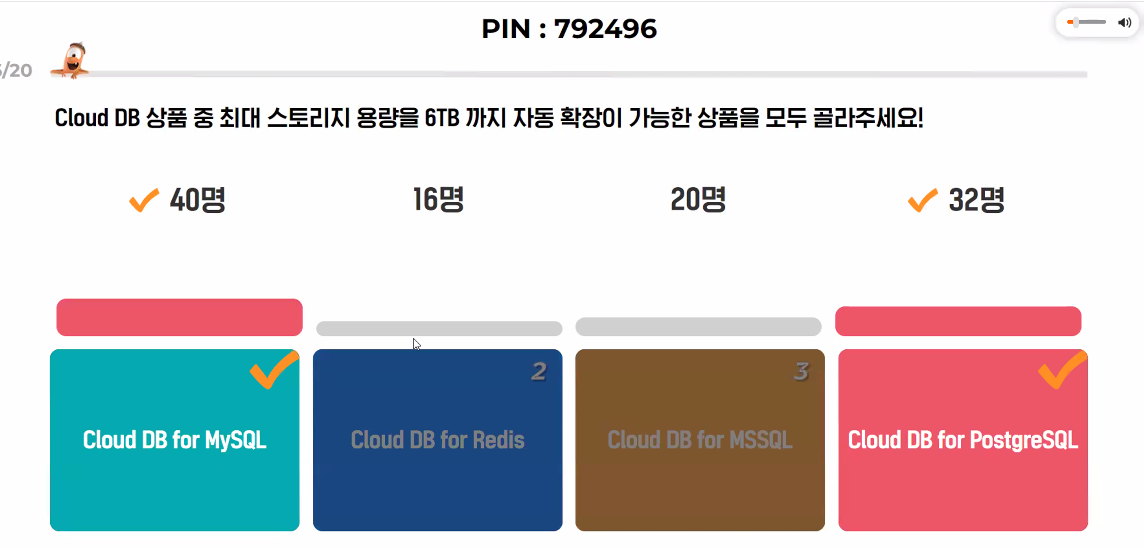 PIN : 792496
/20
Cloud DB 상품 중 최대 스토리지 용량을 6TB 까지 자동 확장이 가능한 상품을 모두 골라주세요!
40명 16명 20명 32명
2 3
Cloud DB for MySQL Cloud DB for Redis Cloud DB for MSSQL Cloud DB for PostgreSQL